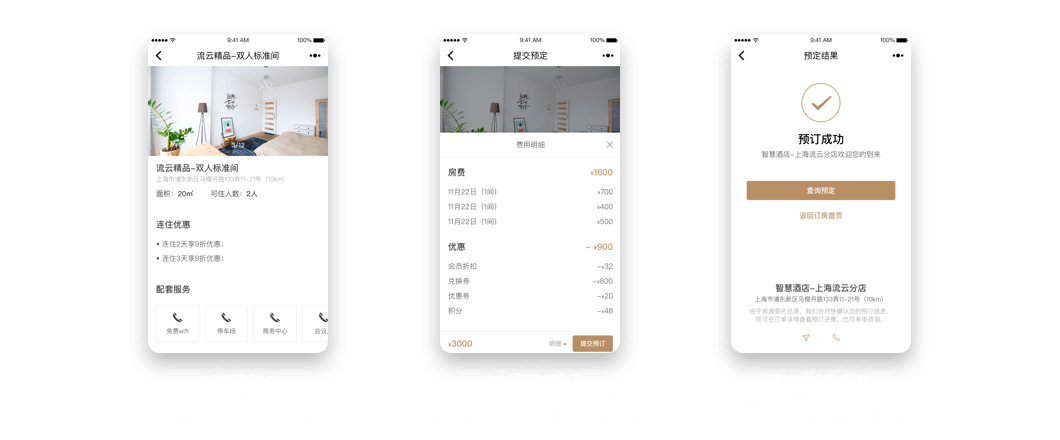 9:41 AM
100%
流云精品-双人标准间
3/12
流云精品-双人标准间
上海市浦东新区马樱丹路133弄11-21号（10km）
面积：20㎡ 可住人数：2人
连住优惠
• 连住2天享9折优惠；
• 连住3天享8折优惠；
配套服务
免费wifi
停车场
商务中心
会议
9:41 AM
100%
提交预定
费用明细
房费 ¥1600
11月22日（1间） ¥700
11月22日（1间） ¥400
11月22日（1间） ¥500
优惠 - ¥900
会员折扣 -¥32
兑换券 -¥800
优惠券 -¥20
积分 -¥48
¥3000 明细 提交预订
9:41 AM
100%
预定结果
预订成功
智慧酒店-上海流云分店欢迎您的到来
查询预定
返回订房首页
智慧酒店-上海流云分店
上海市浦东新区马樱丹路133弄11-21号（10km）
由于房源变化迅速，我们会尽快确认您的预订信息，
您可在订单详情查看预订进度，也可来电咨询。